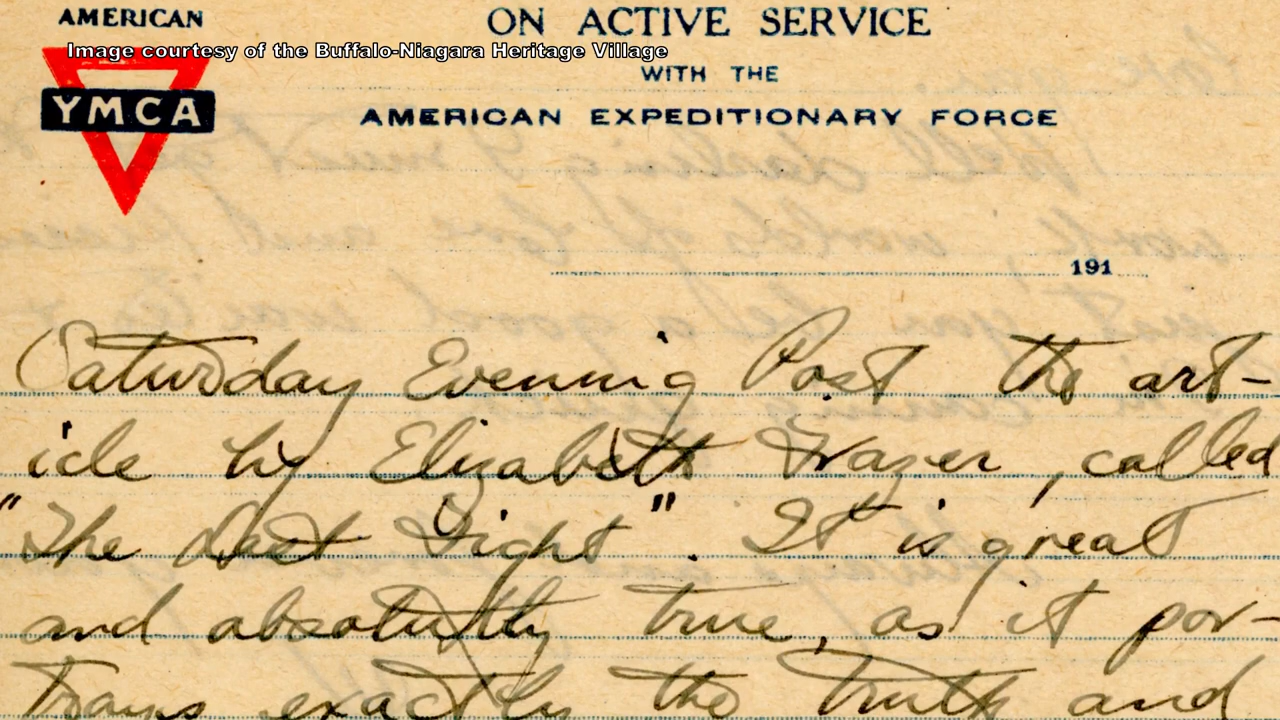 AMERICAN
YMCA
Image courtesy of the Buffalo-Niagara Heritage Village
ON ACTIVE SERVICE
WITH THE
AMERICAN EXPEDITIONARY FORCE
191
Saturday Evening Post the art-
icle by Elizabeth Frazer, called
"The Last Fight". It is great
and absolutely true, as it por-
trays exactly the truth and